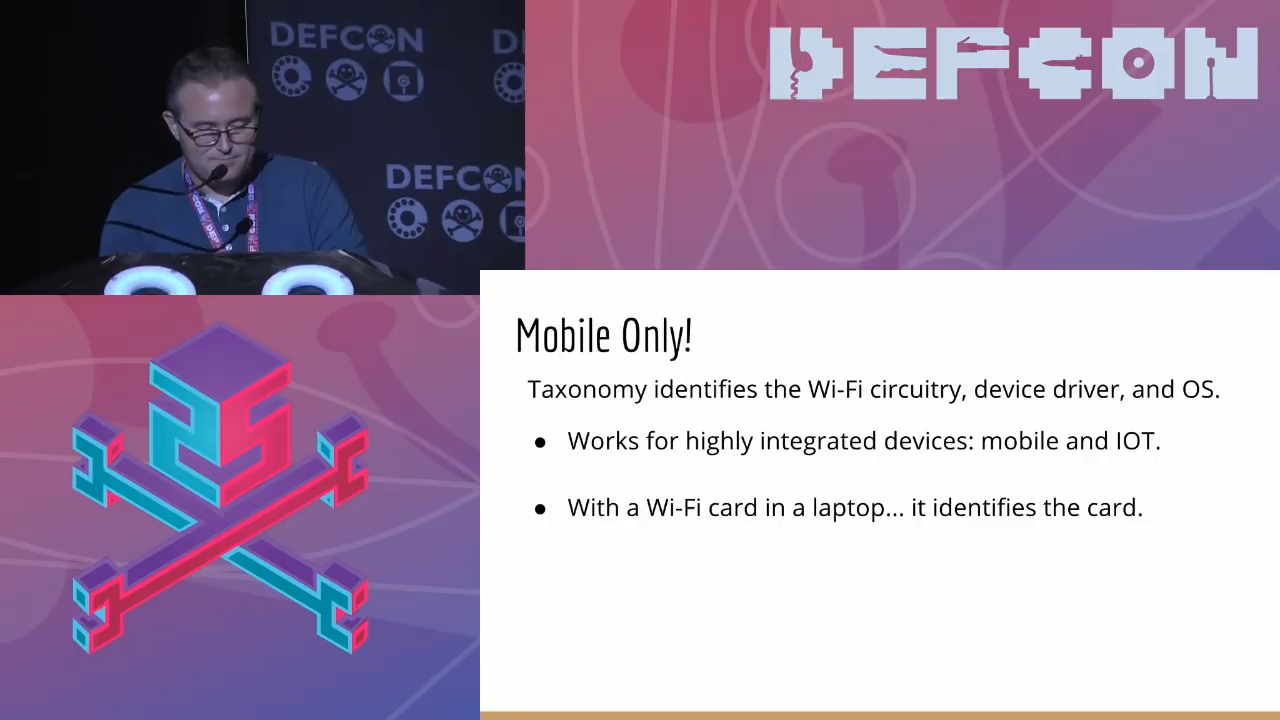 DEFCON
DE
DEFCON
DEFCON
Mobile Only!
Taxonomy identifies the Wi-Fi circuitry, device driver, and OS.
● Works for highly integrated devices: mobile and IOT.
● With a Wi-Fi card in a laptop... it identifies the card.